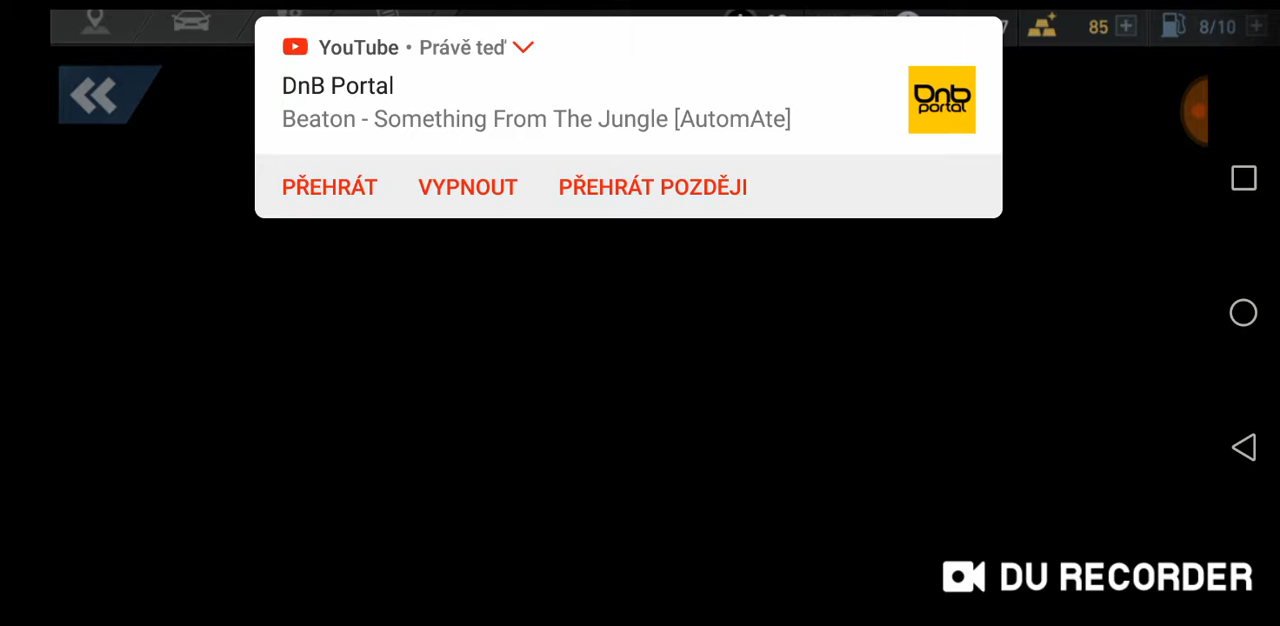 85
8/10
YouTube • Právě teď
DnB Portal
Beaton - Something From The Jungle [AutomAte]
Dnb
portal
PŘEHRÁT VYPNOUT PŘEHRÁT POZDĚJI
DU RECORDER